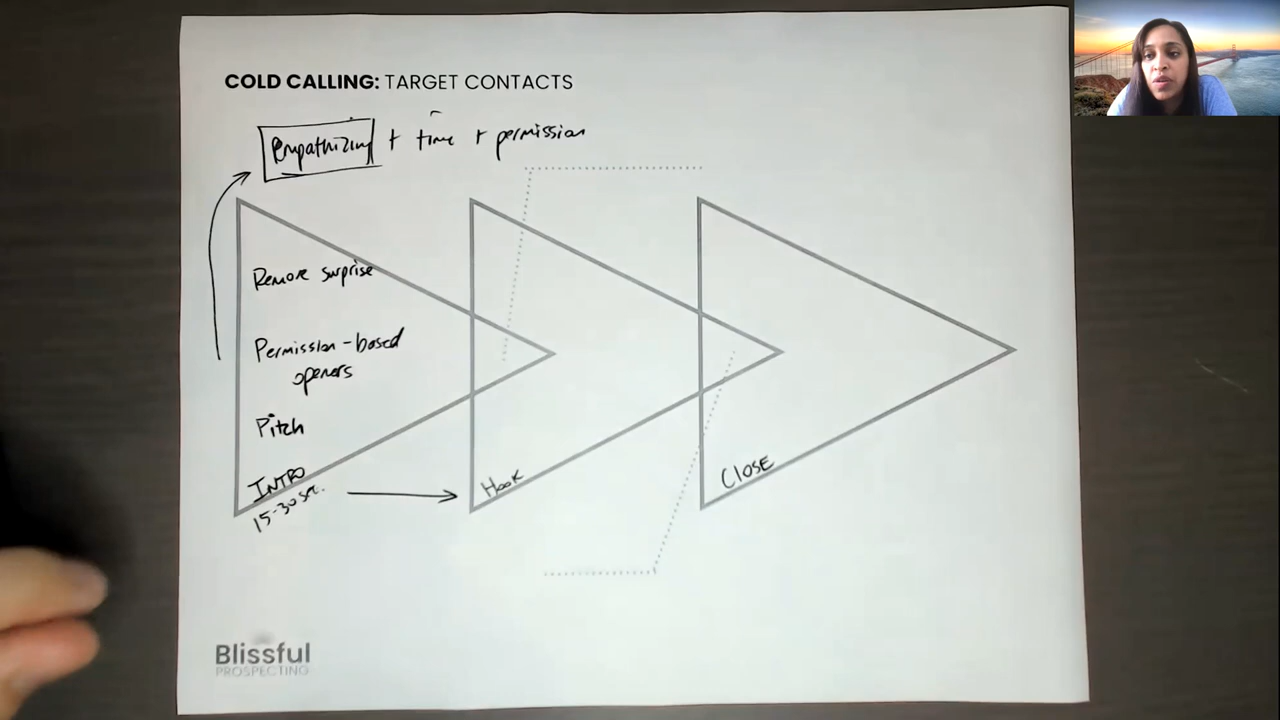 COLD CALLING: TARGET CONTACTS
empathizing + time + permission
Remove surprise
Permission-based
openers
Pitch
INTRO
15-30 sec.
Hook
CLOSE
Blissful
PROSPECTING